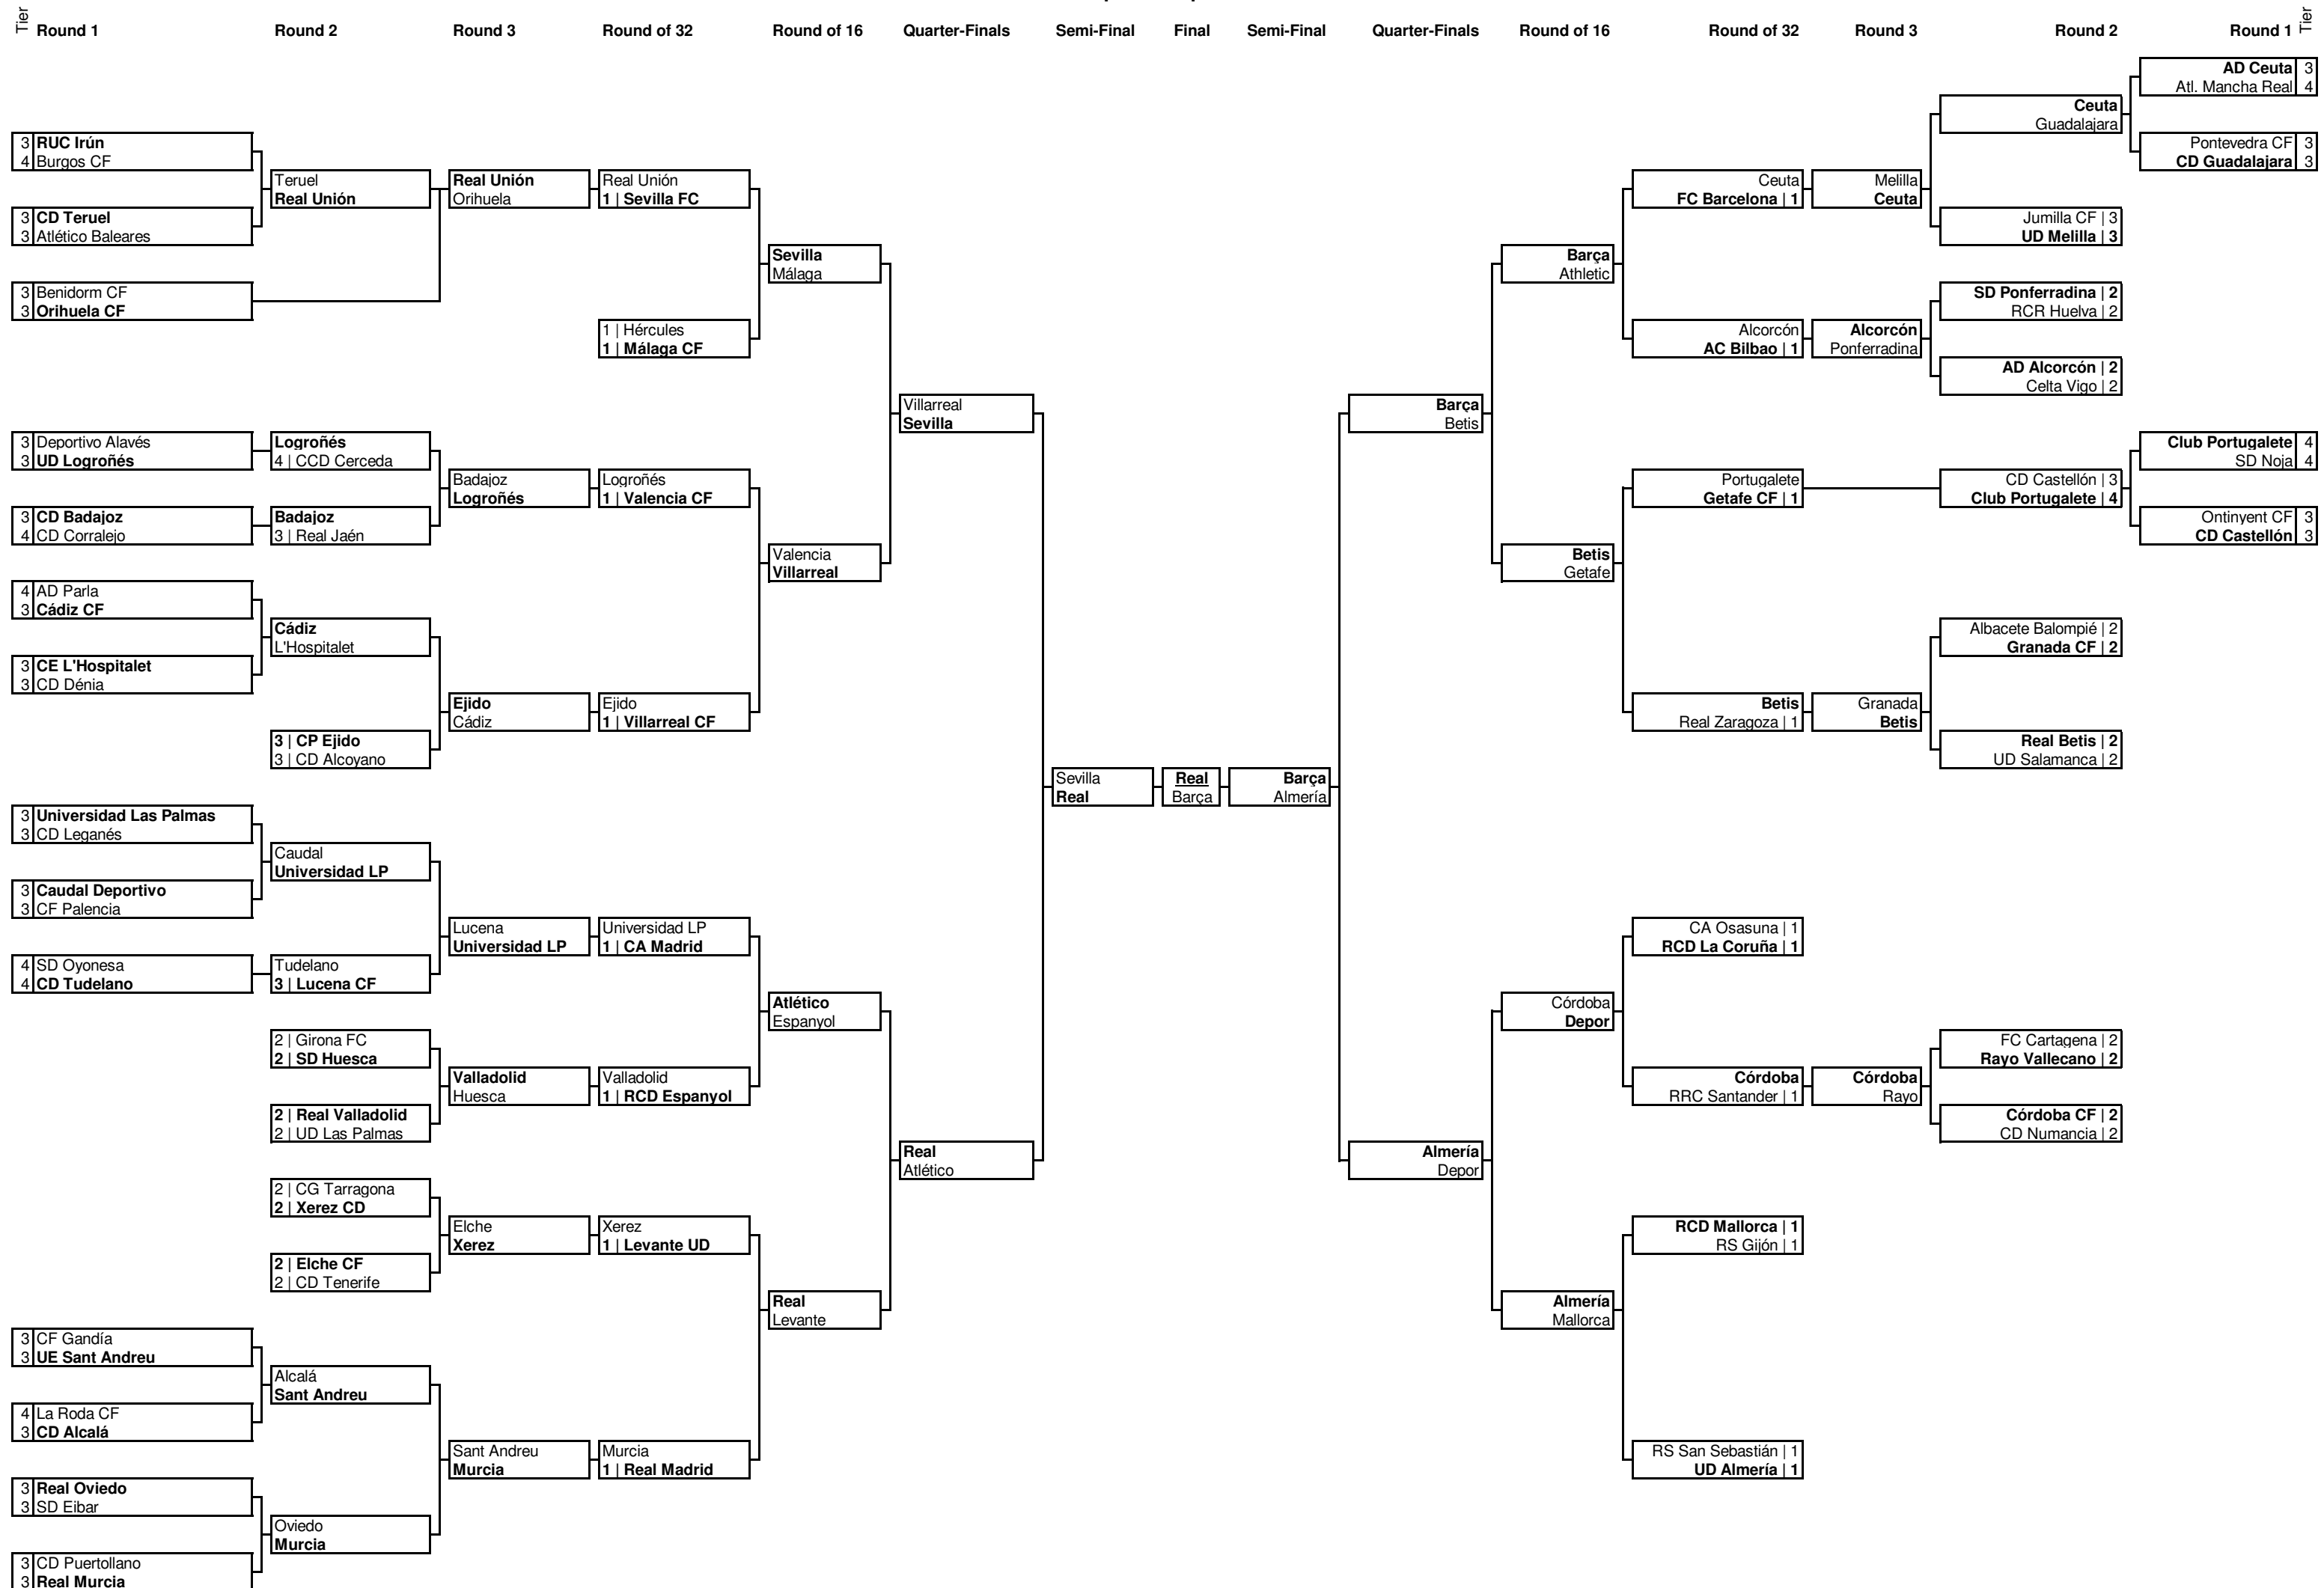 Tier
Round 1
Round 2
Round 3
Round of 32
Round of 16
Quarter-Finals
Semi-Final
Final
Semi-Final
Quarter-Finals
Round of 16
Round of 32
Round 3
Round 2
Round 1
Tier
3 RUC Irún
4 Burgos CF
3 CD Teruel
3 Atlético Baleares
3 Benidorm CF
3 Orihuela CF
3 Deportivo Alavés
3 UD Logroñés
3 CD Badajoz
4 CD Corralejo
4 AD Parla
3 Cádiz CF
3 CE L'Hospitalet
3 CD Dénia
3 Universidad Las Palmas
3 CD Leganés
3 Caudal Deportivo
3 CF Palencia
4 SD Oyonesa
4 CD Tudelano
3 CF Gandía
3 UE Sant Andreu
4 La Roda CF
3 CD Alcalá
3 Real Oviedo
3 SD Eibar
3 CD Puertollano
3 Real Murcia
Teruel
Real Unión
Logroñés
4 | CCD Cerceda
Badajoz
3 | Real Jaén
Cádiz
L'Hospitalet
3 | CP Ejido
3 | CD Alcoyano
Caudal
Universidad LP
Tudelano
3 | Lucena CF
2 | Girona FC
2 | SD Huesca
2 | Real Valladolid
2 | UD Las Palmas
2 | CG Tarragona
2 | Xerez CD
2 | Elche CF
2 | CD Tenerife
Alcalá
Sant Andreu
Oviedo
Murcia
Real Unión
Orihuela
Badajoz
Logroñés
Ejido
Cádiz
Lucena
Universidad LP
Valladolid
Huesca
Elche
Xerez
Sant Andreu
Murcia
Real Unión
1 | Sevilla FC
1 | Hércules
1 | Málaga CF
Logroñés
1 | Valencia CF
Ejido
1 | Villarreal CF
Universidad LP
1 | CA Madrid
Valladolid
1 | RCD Espanyol
Xerez
1 | Levante UD
Murcia
1 | Real Madrid
Sevilla
Málaga
Valencia
Villarreal
Atlético
Espanyol
Real
Levante
Villarreal
Sevilla
Real
Atlético
Sevilla
Real
Real
Barça
Barça
Almería
Barça
Betis
Almería
Depor
Barça
Athletic
Betis
Getafe
Córdoba
Depor
Almería
Mallorca
Ceuta
FC Barcelona | 1
Alcorcón
AC Bilbao | 1
Portugalete
Getafe CF | 1
Betis
Real Zaragoza | 1
CA Osasuna | 1
RCD La Coruña | 1
Córdoba
RRC Santander | 1
RCD Mallorca | 1
RS Gijón | 1
RS San Sebastián | 1
UD Almería | 1
Melilla
Ceuta
Alcorcón
Ponferradina
Granada
Betis
Córdoba
Rayo
Ceuta
Guadalajara
Jumilla CF | 3
UD Melilla | 3
SD Ponferradina | 2
RCR Huelva | 2
AD Alcorcón | 2
Celta Vigo | 2
CD Castellón | 3
Club Portugalete | 4
Albacete Balompié | 2
Granada CF | 2
Real Betis | 2
UD Salamanca | 2
FC Cartagena | 2
Rayo Vallecano | 2
Córdoba CF | 2
CD Numancia | 2
AD Ceuta 3
Atl. Mancha Real 4
Pontevedra CF 3
CD Guadalajara 3
Club Portugalete 4
SD Noja 4
Ontinyent CF 3
CD Castellón 3